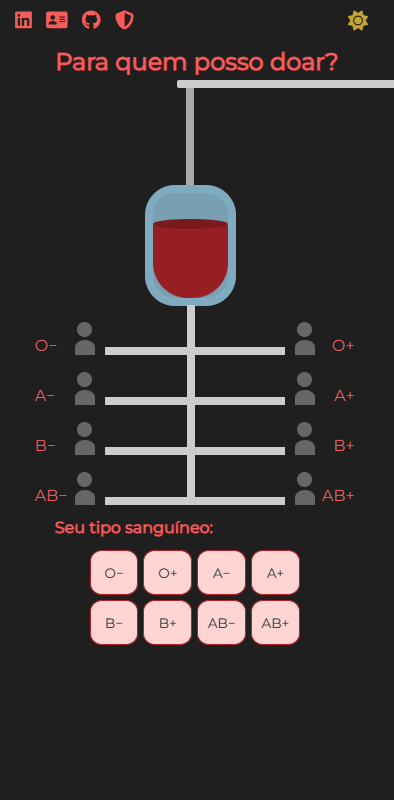 Para quem posso doar?
O− O+
A− A+
B− B+
AB− AB+
Seu tipo sanguíneo:
O− O+ A− A+
B− B+ AB− AB+